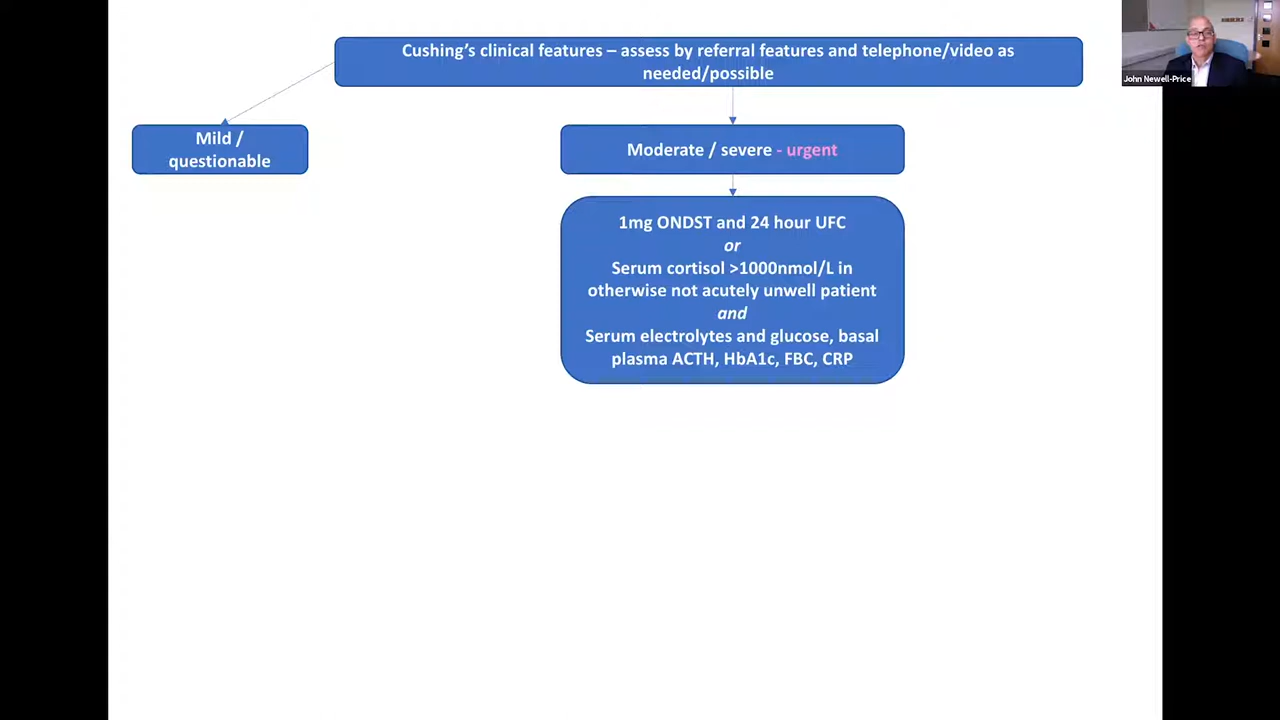 Cushing's clinical features – assess by referral features and telephone/video as
needed/possible
John Newell-Price
Mild /
questionable
Moderate / severe - urgent
1mg ONDST and 24 hour UFC
or
Serum cortisol >1000nmol/L in
otherwise not acutely unwell patient
and
Serum electrolytes and glucose, basal
plasma ACTH, HbA1c, FBC, CRP